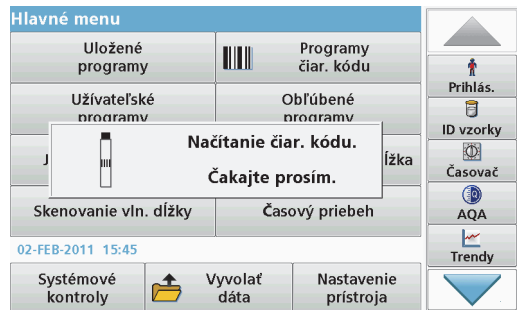 Hlavné menu
Uložené
programy
Programy
čiar. kódu
Užívateľské
programy
Obľúbené
programy
Načítanie čiar. kódu.
Čakajte prosím.
J
ĺžka
Skenovanie vln. dĺžky
Časový priebeh
02-FEB-2011 15:45
Systémové
kontroly
Vyvolať
dáta
Nastavenie
prístroja
Prihlás.
ID vzorky
Časovač
AQA
Trendy